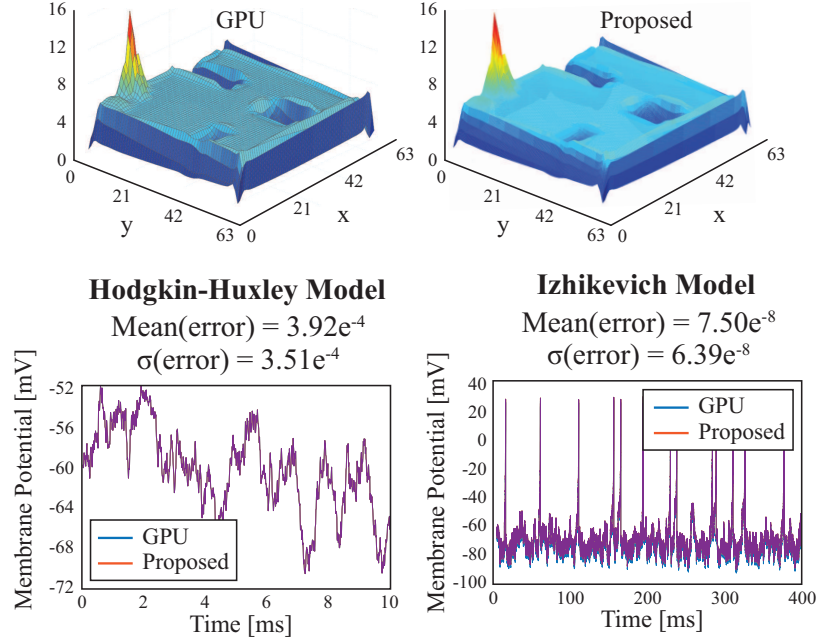 GPU
16
12
8
4
0
0
21
42
63
y
0
21
42
63
x
Proposed
16
12
8
4
0
0
21
42
63
y
0
21
42
63
x
Hodgkin-Huxley Model
Mean(error) = 3.92e⁻⁴
σ(error) = 3.51e⁻⁴
Membrane Potential [mV]
-52
-56
-60
-64
-68
-72
GPU
Proposed
0
2
4
6
8
10
Time [ms]
Izhikevich Model
Mean(error) = 7.50e⁻⁸
σ(error) = 6.39e⁻⁸
Membrane Potential [mV]
40
20
0
-20
-40
-60
-80
-100
GPU
Proposed
0
100
200
300
400
Time [ms]